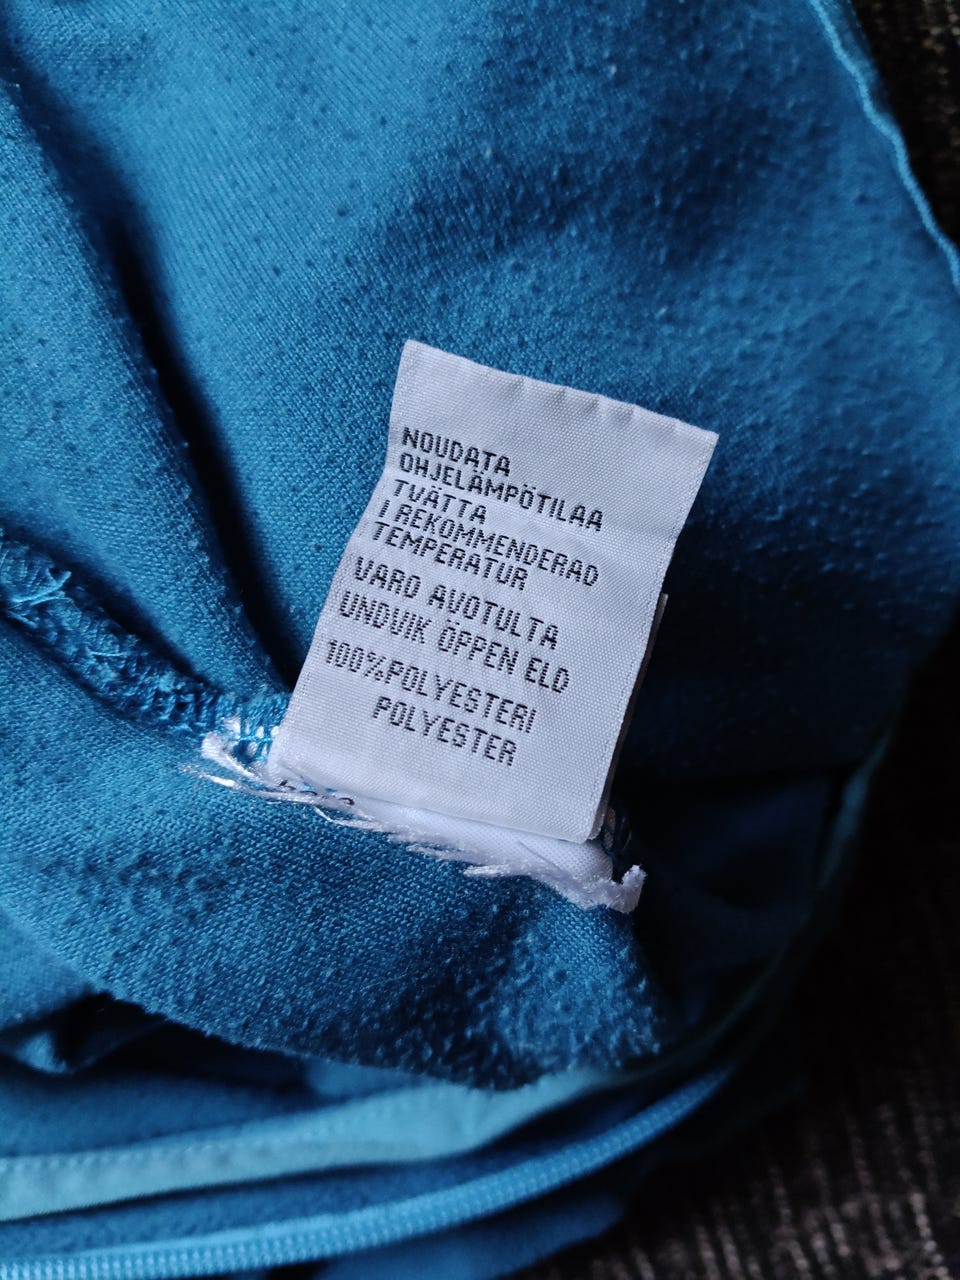 NOUDATA
OHJELÄMPÖTILAA
TVÄTTA
I REKOMMENDERAD
TEMPERATUR
VARO AVOTULTA
UNDVIK ÖPPEN ELD
100%POLYESTERI
POLYESTER